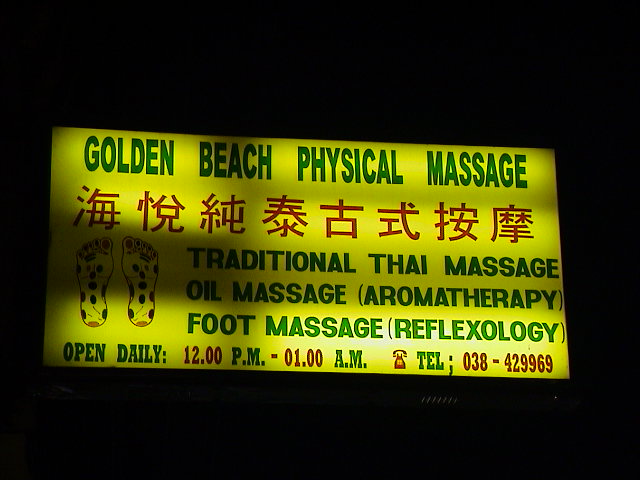 GOLDEN BEACH PHYSICAL MASSAGE
海悅純泰古式按摩
TRADITIONAL THAI MASSAGE
OIL MASSAGE (AROMATHERAPY)
FOOT MASSAGE (REFLEXOLOGY)
OPEN DAILY: 12.00 P.M. - 01.00 A.M. ☎ TEL; 038 - 429969